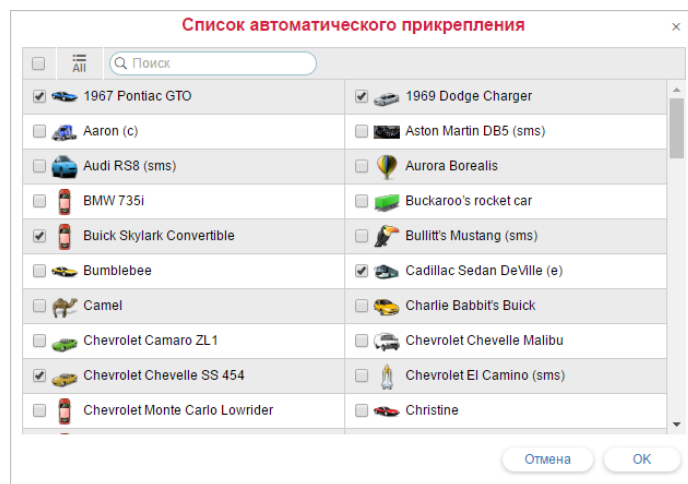 Список автоматического прикрепления
×
All
Поиск
1967 Pontiac GTO
1969 Dodge Charger
Aaron (c)
Aston Martin DB5 (sms)
Audi RS8 (sms)
Aurora Borealis
BMW 735i
Buckaroo's rocket car
Buick Skylark Convertible
Bullitt's Mustang (sms)
Bumblebee
Cadillac Sedan DeVille (e)
Camel
Charlie Babbit's Buick
Chevrolet Camaro ZL1
Chevrolet Chevelle Malibu
Chevrolet Chevelle SS 454
Chevrolet El Camino (sms)
Chevrolet Monte Carlo Lowrider
Christine
Отмена
OK